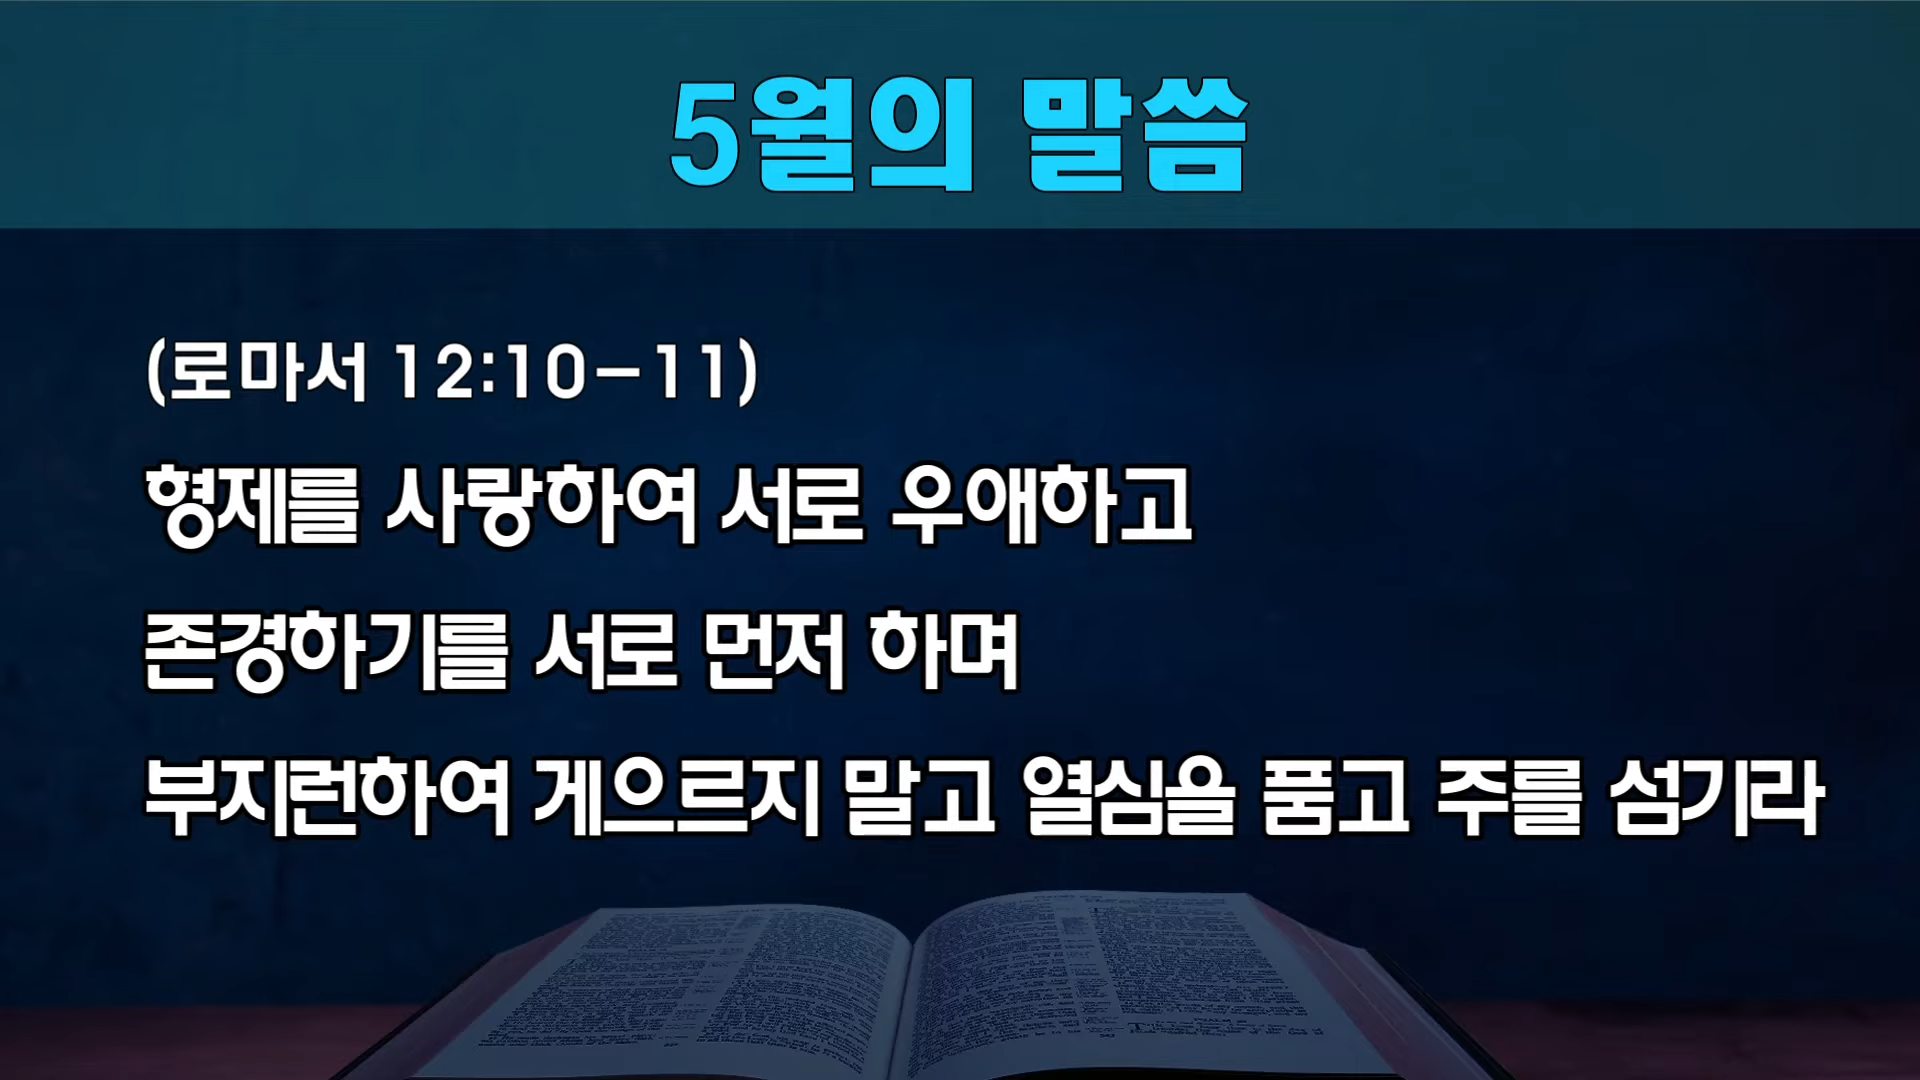 5월의 말씀
(로마서 12:10-11)
형제를 사랑하여 서로 우애하고
존경하기를 서로 먼저 하며
부지런하여 게으르지 말고 열심을 품고 주를 섬기라